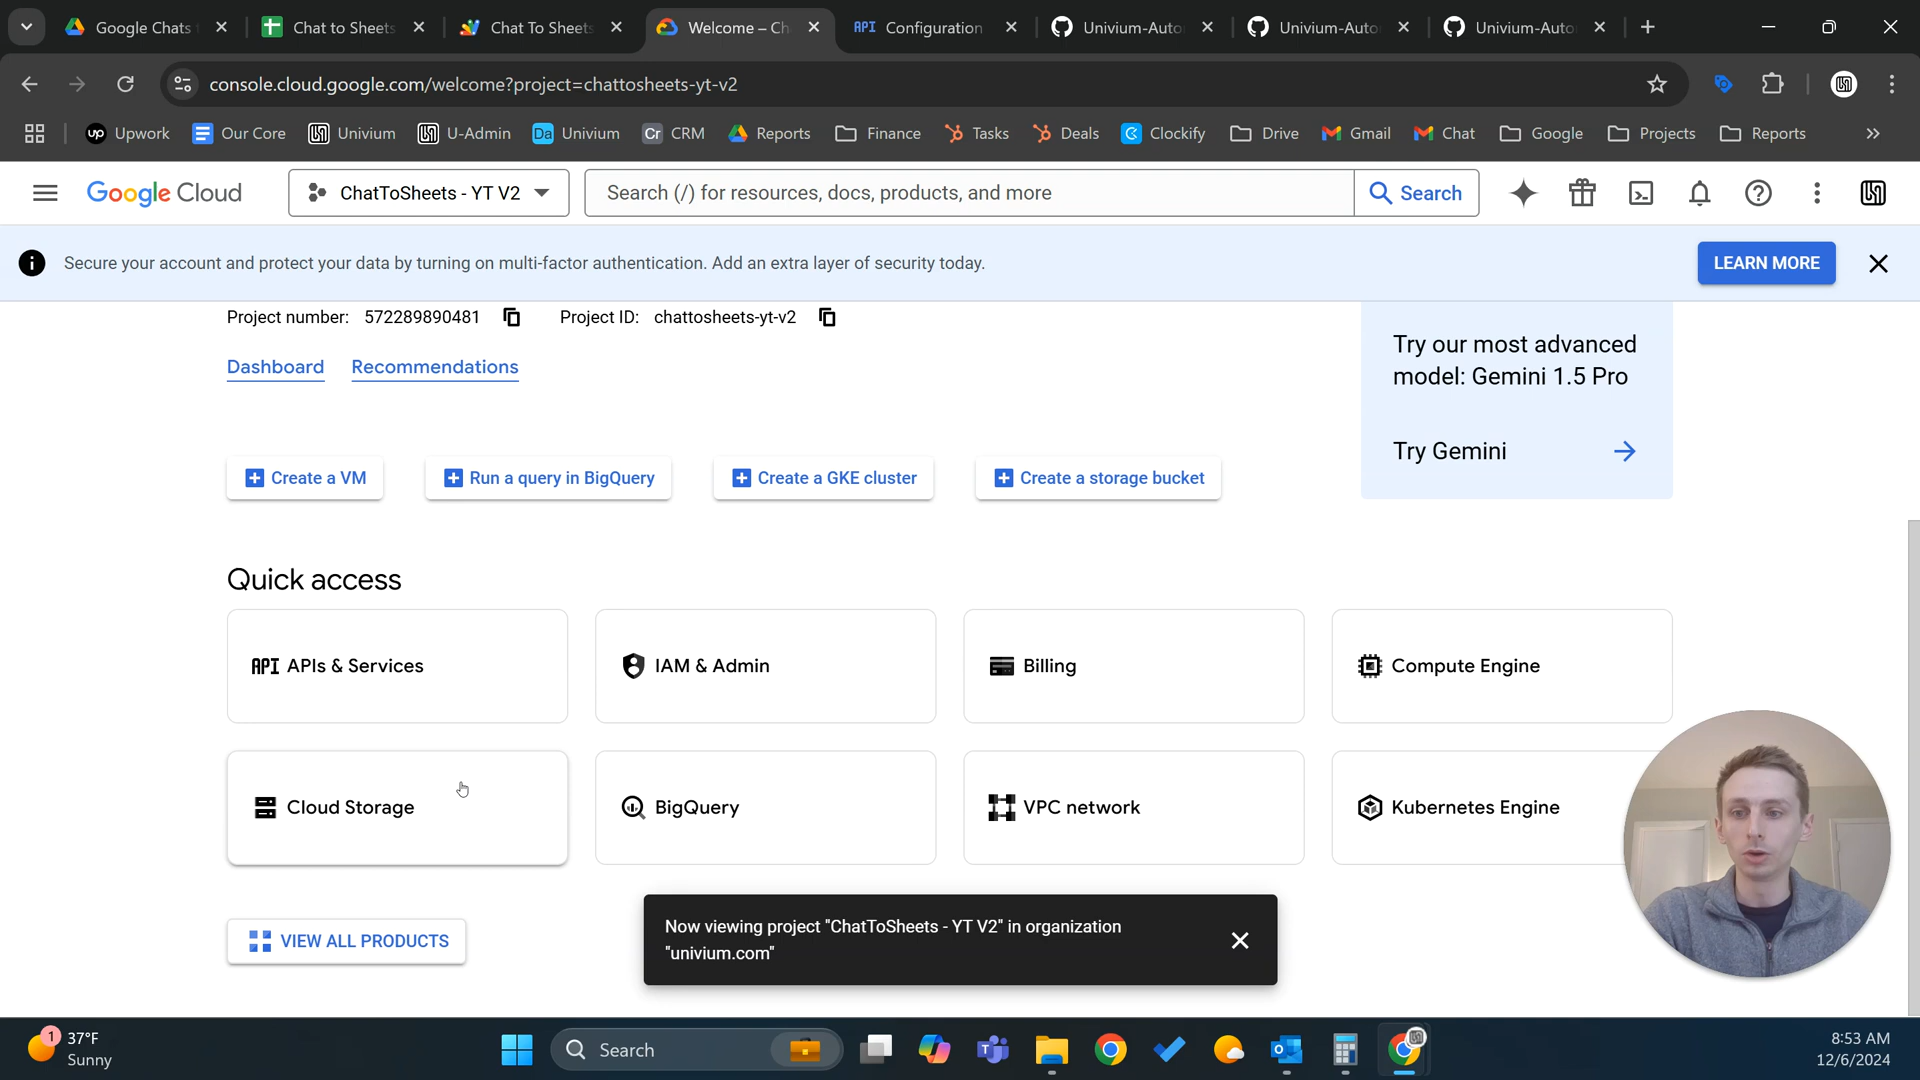 Google Chats
Chat to Sheets
Chat To Sheets
Welcome – Ch
API Configuration
Univium-Auto
Univium-Auto
Univium-Auto
console.cloud.google.com/welcome?project=chattosheets-yt-v2
up Upwork
Our Core
Univium
U-Admin
Da Univium
Cr CRM
Reports
Finance
Tasks
Deals
Clockify
Drive
Gmail
Chat
Google
Projects
Reports
Google Cloud
ChatToSheets - YT V2
Search (/) for resources, docs, products, and more
Search
Secure your account and protect your data by turning on multi-factor authentication. Add an extra layer of security today.
LEARN MORE
Project number: 572289890481
Project ID: chattosheets-yt-v2
Dashboard
Recommendations
Try our most advanced
model: Gemini 1.5 Pro
Try Gemini
Create a VM
Run a query in BigQuery
Create a GKE cluster
Create a storage bucket
Quick access
API APIs & Services
IAM & Admin
Billing
Compute Engine
Cloud Storage
BigQuery
VPC network
Kubernetes Engine
VIEW ALL PRODUCTS
Now viewing project "ChatToSheets - YT V2" in organization
"univium.com"
1
37°F
Sunny
Search
8:53 AM
12/6/2024